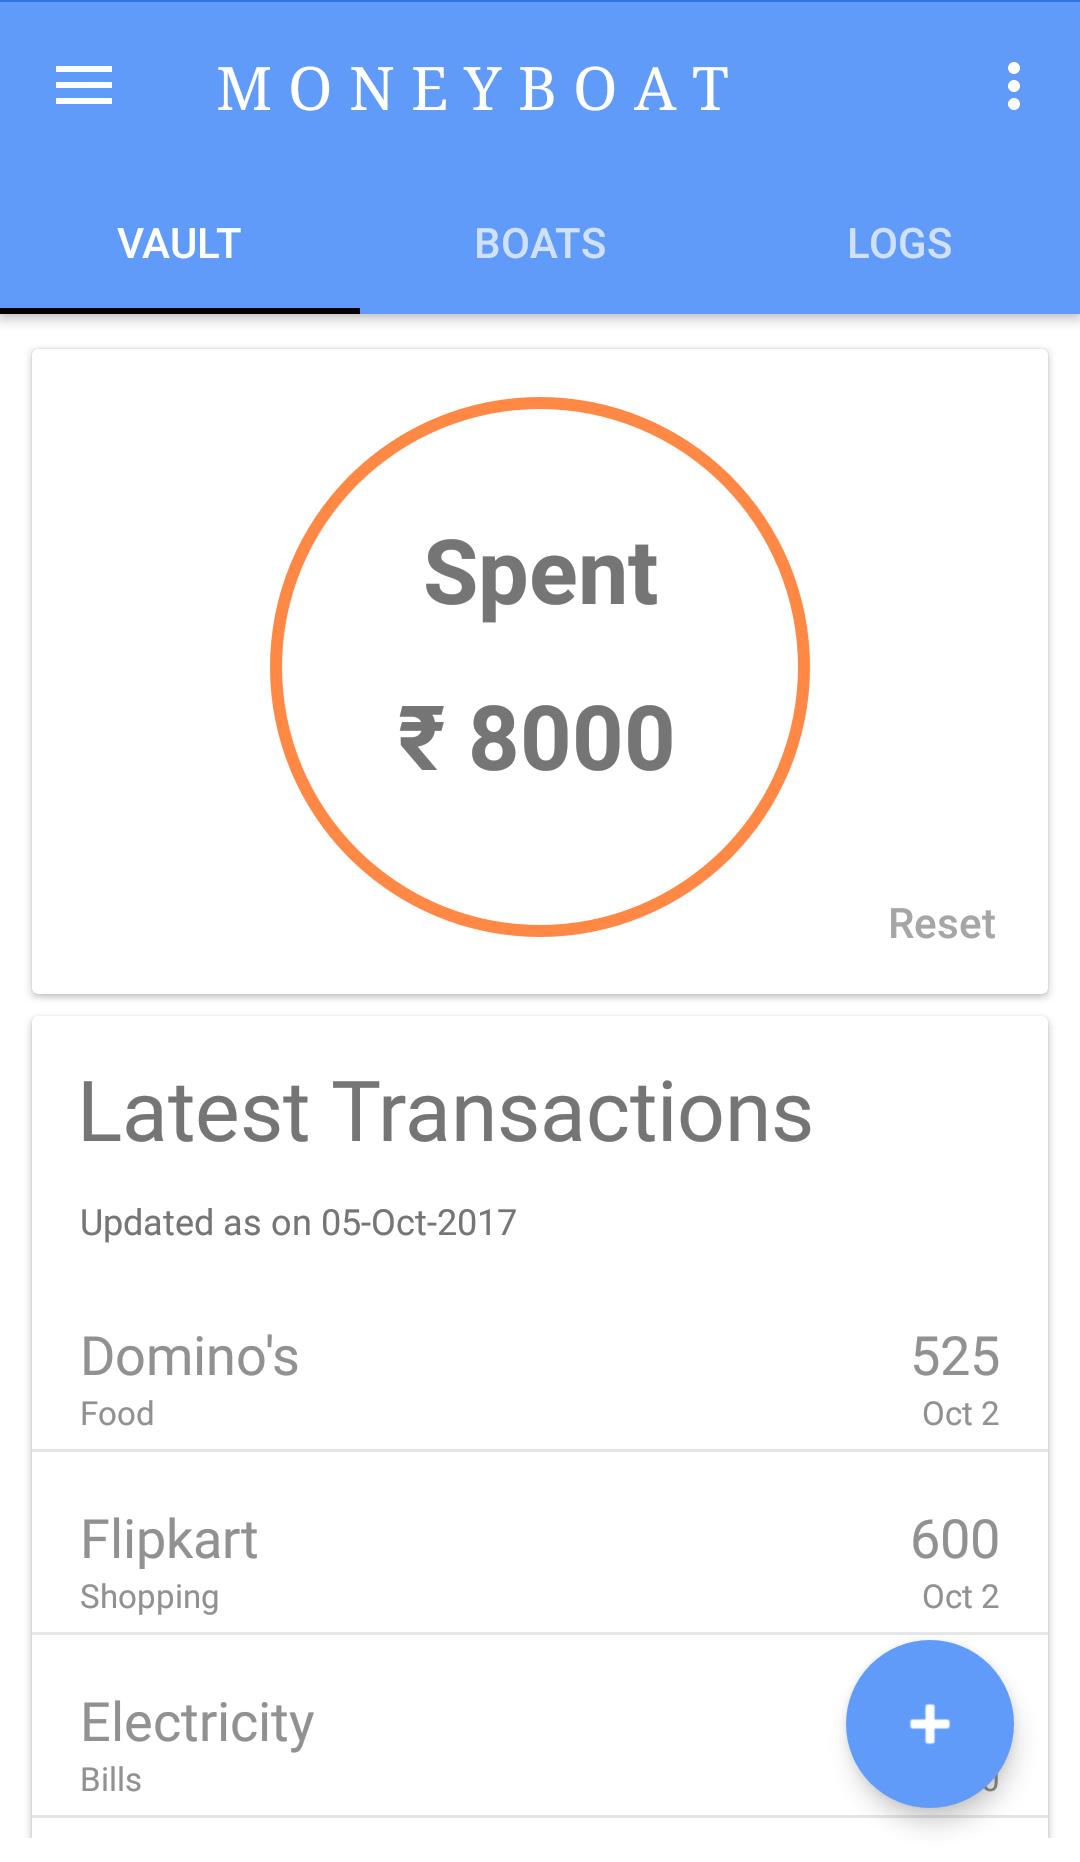 MONEYBOAT
VAULT BOATS LOGS
Spent
₹ 8000
Reset
Latest Transactions
Updated as on 05-Oct-2017
Domino's 525
Food Oct 2
Flipkart 600
Shopping Oct 2
Electricity
Bills